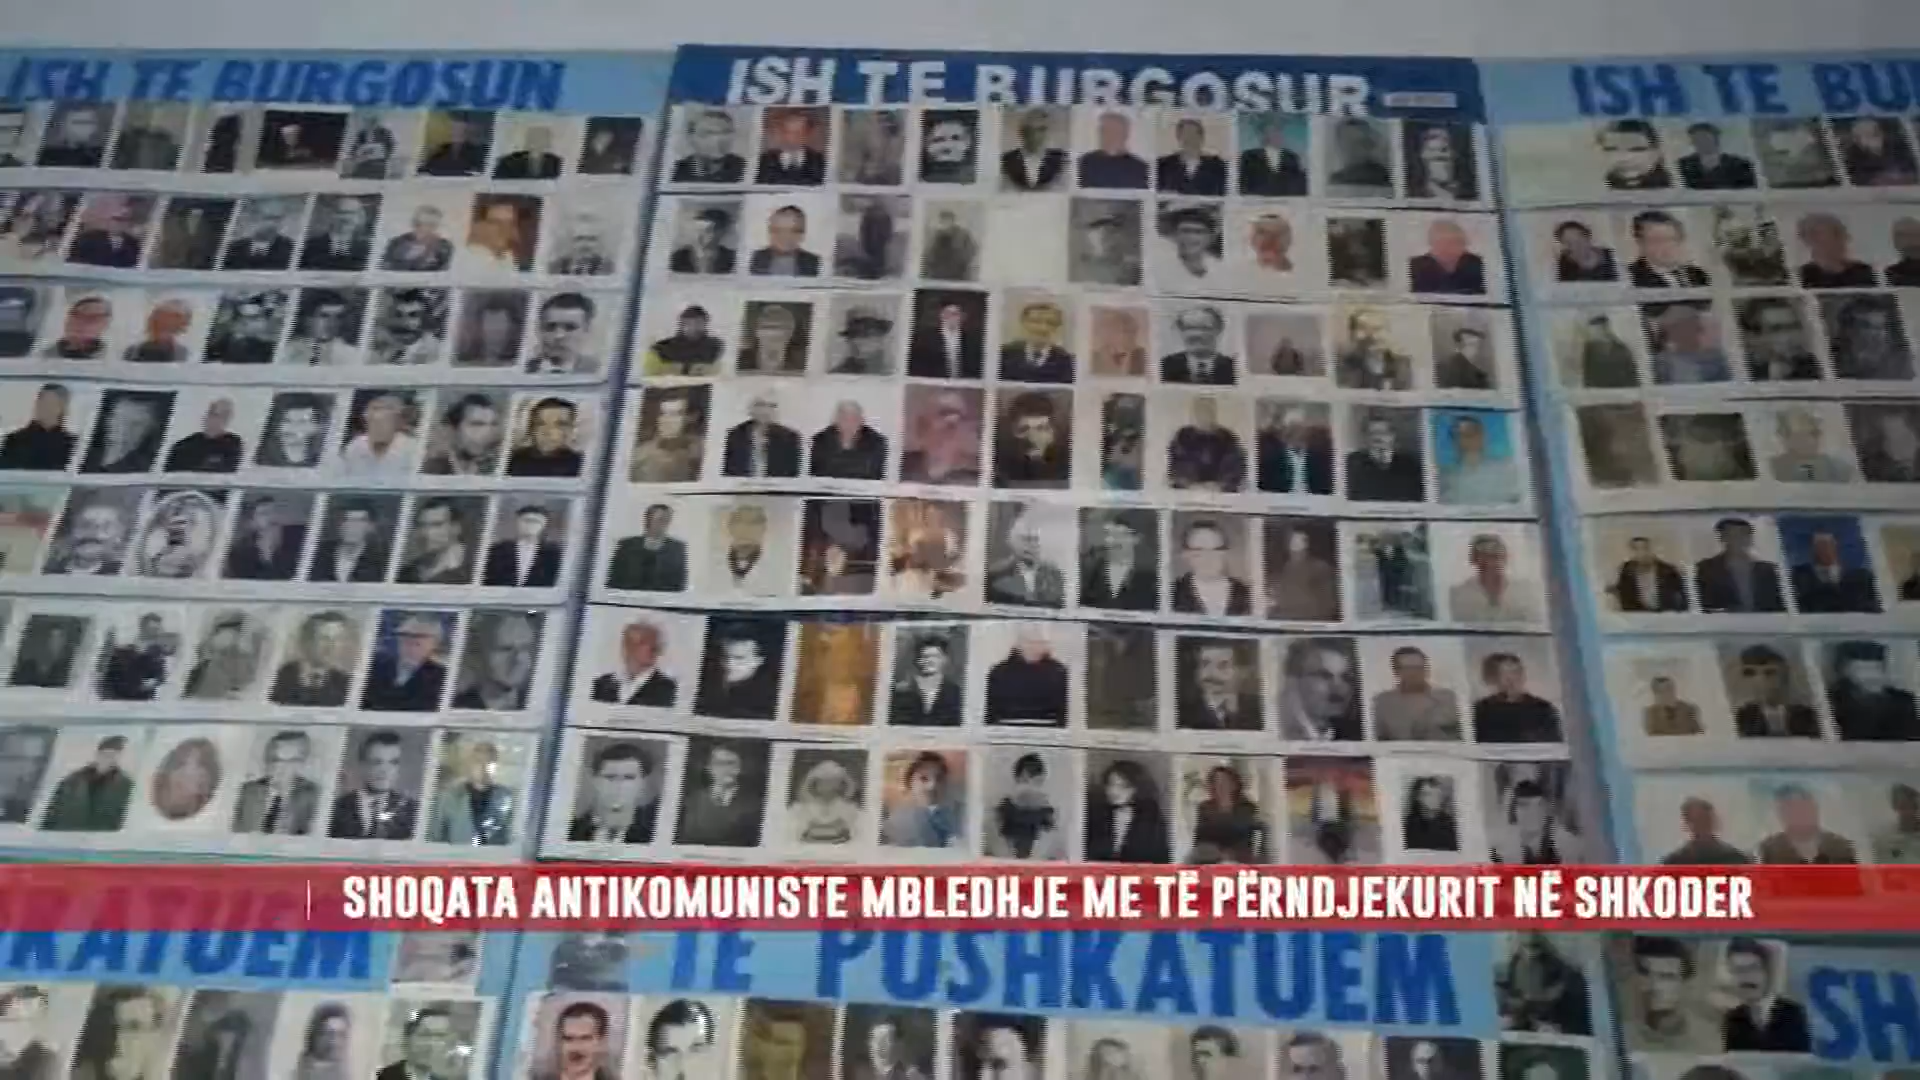 ISH TE BURGOSUN
ISH TE BURGOSUR
ISH TE BU
SHOQATA ANTIKOMUNISTE MBLEDHJE ME TË PËRNDJEKURIT NË SHKODER
KATUEM
TE PUSHKATUEM
SH